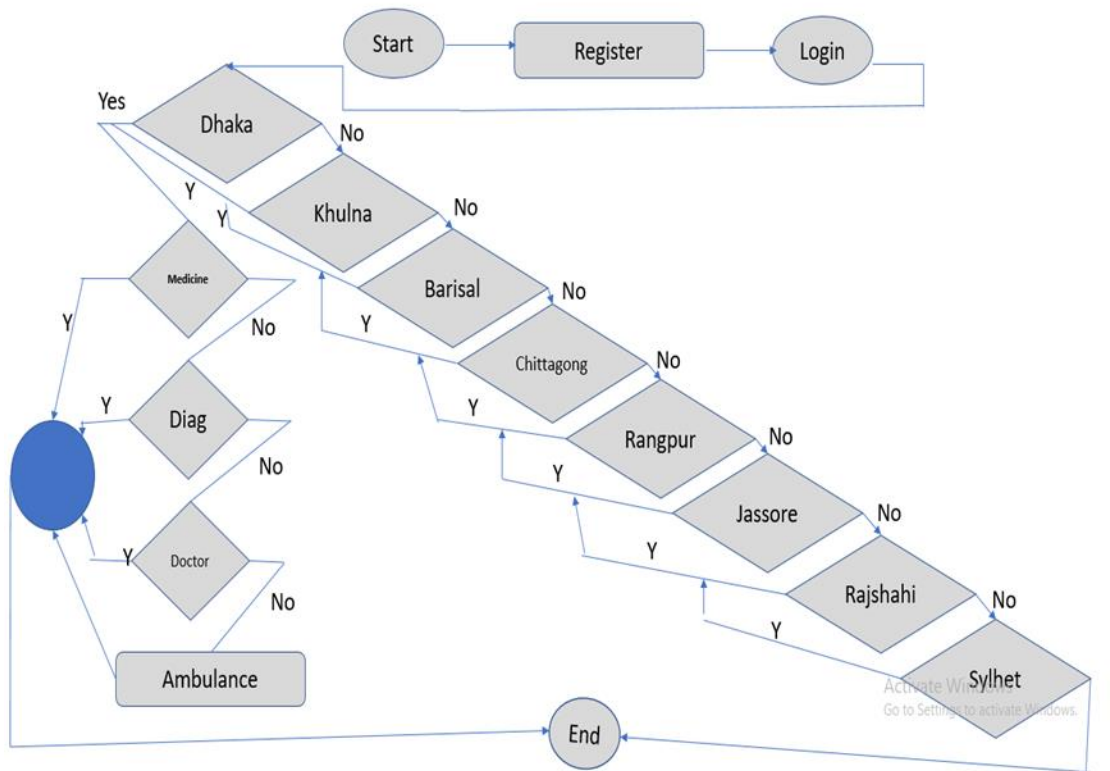 Start
Register
Login
Yes
Dhaka
No
Y
Khulna
No
Y
Barisal
No
Medicine
Y
No
Y
Chittagong
No
Y
Diag
No
Y
Rangpur
No
Y
Jassore
No
Y
Doctor
No
Y
Rajshahi
No
Y
Ambulance
Sylhet
Activate Windows
Go to Settings to activate Windows.
End